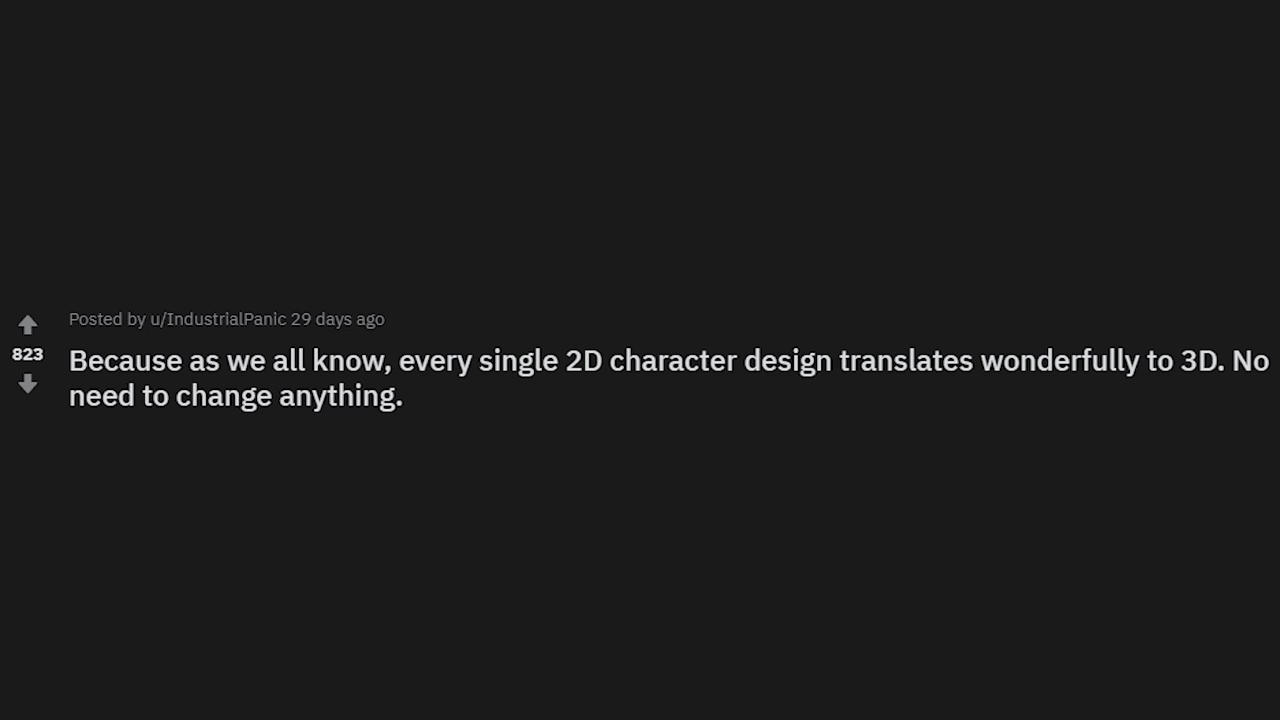 Posted by u/IndustrialPanic 29 days ago
823
Because as we all know, every single 2D character design translates wonderfully to 3D. No
need to change anything.